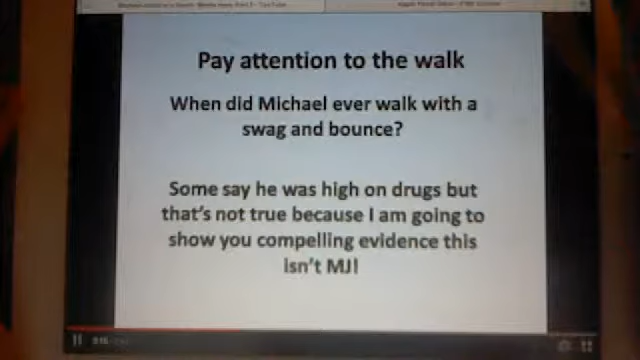 Pay attention to the walk
When did Michael ever walk with a
swag and bounce?
Some say he was high on drugs but
that's not true because I am going to
show you compelling evidence this
isn't MJ!